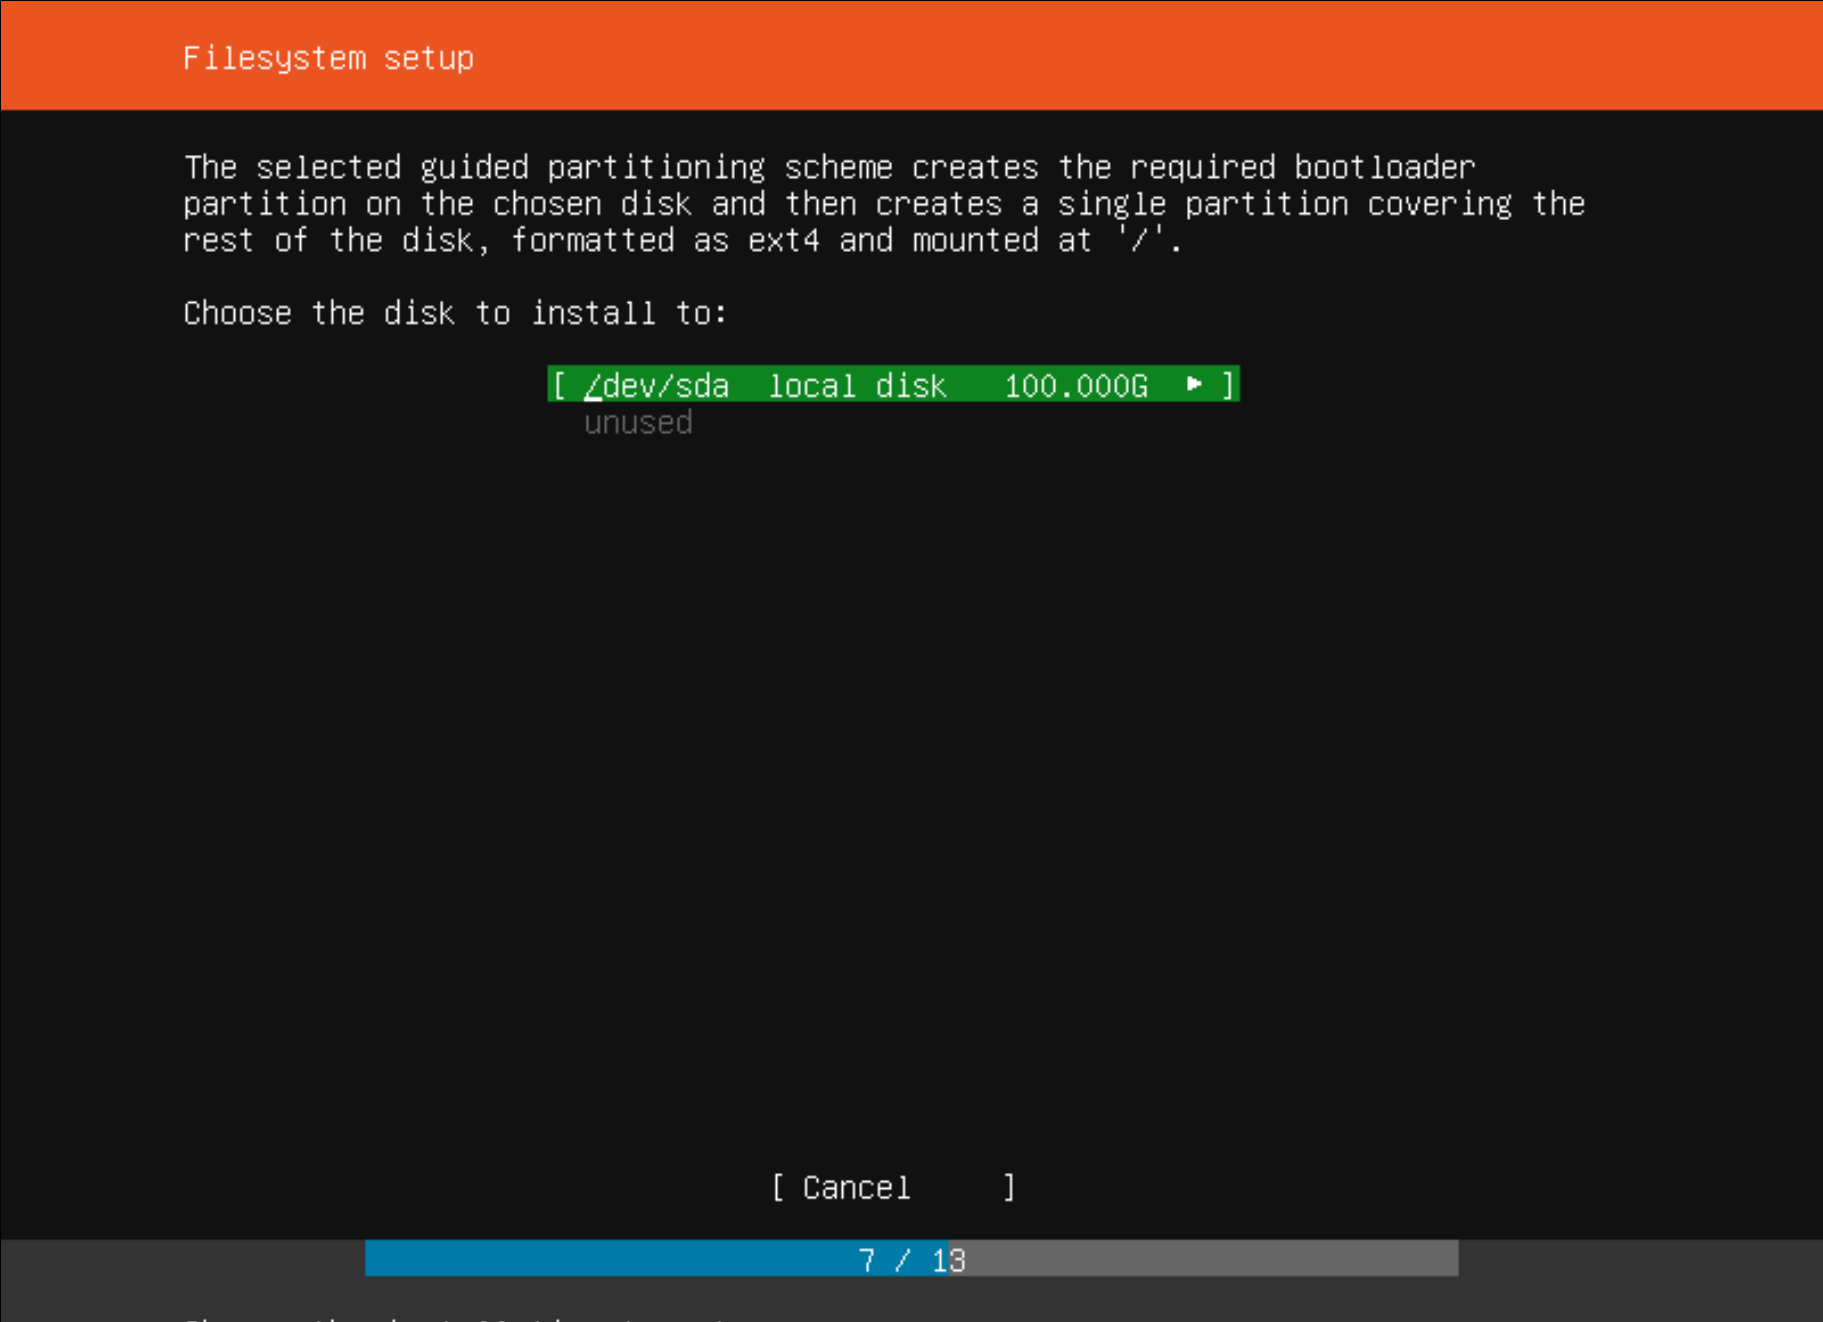 Filesystem setup
The selected guided partitioning scheme creates the required bootloader
partition on the chosen disk and then creates a single partition covering the
rest of the disk, formatted as ext4 and mounted at '/'.
Choose the disk to install to:
[ /dev/sda local disk 100.000G ▸ ]
unused
[ Cancel ]
7 / 13